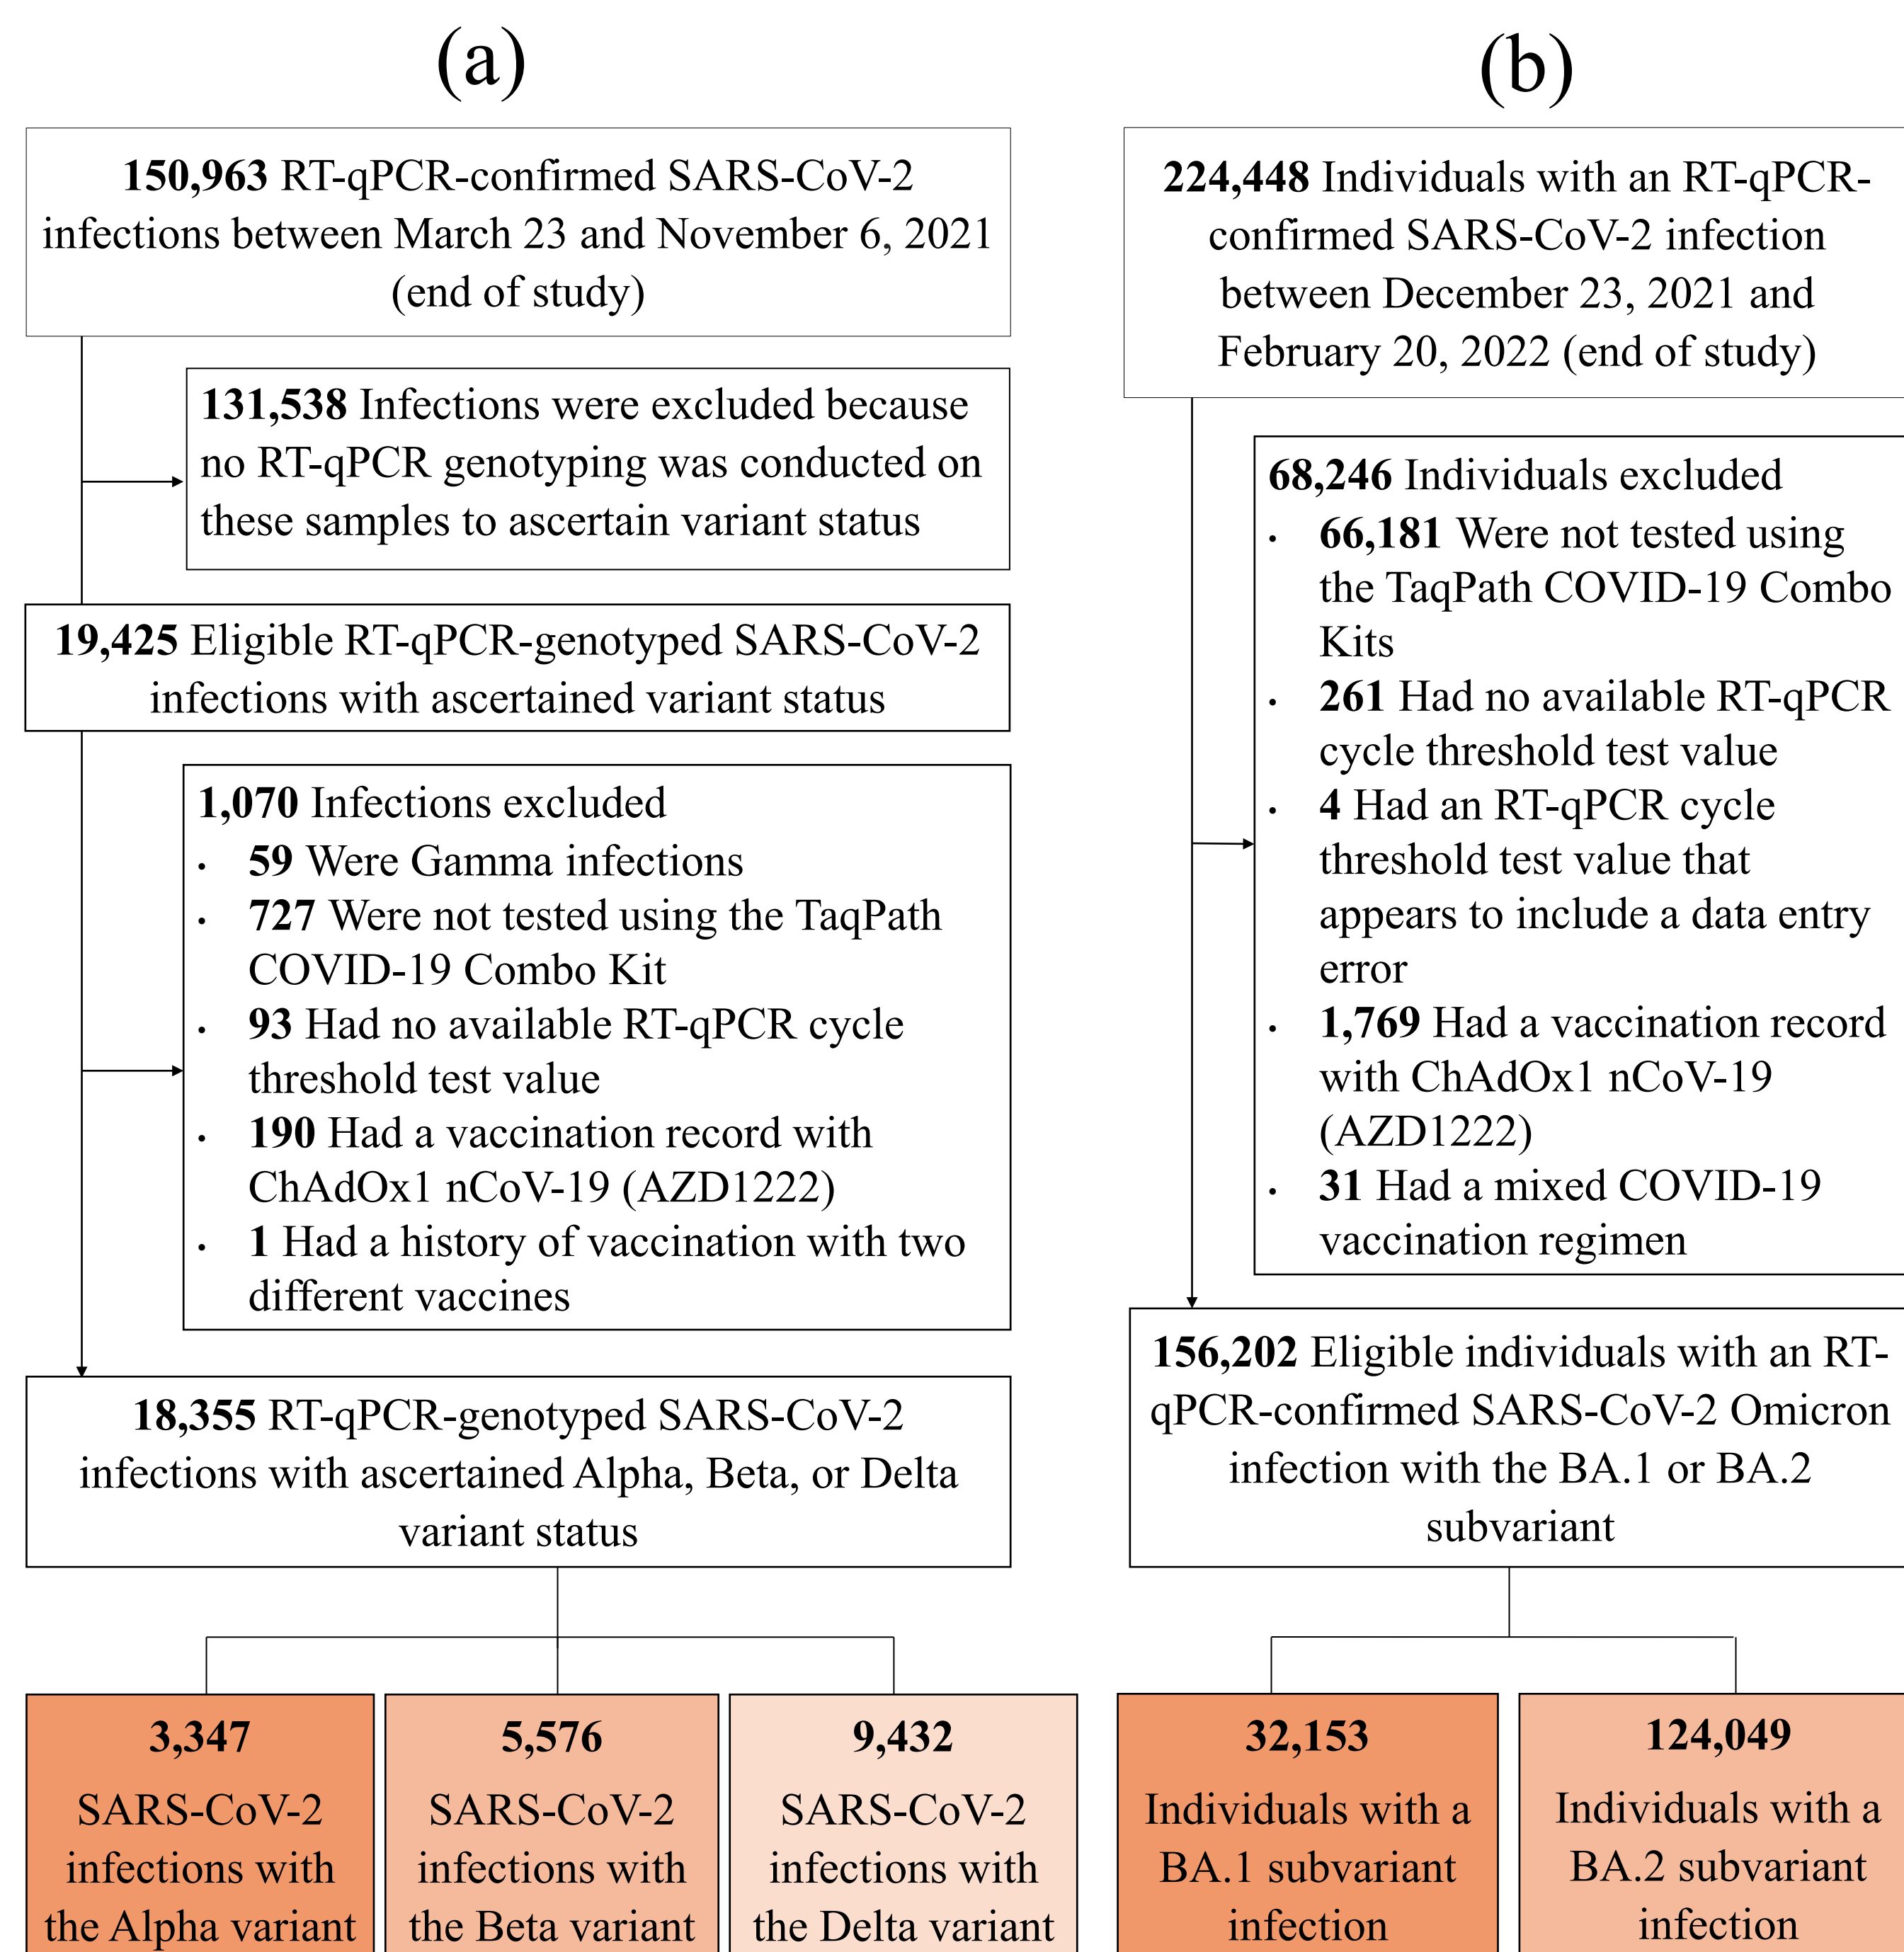 (a)
150,963 RT-qPCR-confirmed SARS-CoV-2
infections between March 23 and November 6, 2021
(end of study)
131,538 Infections were excluded because
no RT-qPCR genotyping was conducted on
these samples to ascertain variant status
19,425 Eligible RT-qPCR-genotyped SARS-CoV-2
infections with ascertained variant status
1,070 Infections excluded
· 59 Were Gamma infections
· 727 Were not tested using the TaqPath
COVID-19 Combo Kit
· 93 Had no available RT-qPCR cycle
threshold test value
· 190 Had a vaccination record with
ChAdOx1 nCoV-19 (AZD1222)
· 1 Had a history of vaccination with two
different vaccines
18,355 RT-qPCR-genotyped SARS-CoV-2
infections with ascertained Alpha, Beta, or Delta
variant status
3,347
SARS-CoV-2
infections with
the Alpha variant
5,576
SARS-CoV-2
infections with
the Beta variant
9,432
SARS-CoV-2
infections with
the Delta variant
(b)
224,448 Individuals with an RT-qPCR-
confirmed SARS-CoV-2 infection
between December 23, 2021 and
February 20, 2022 (end of study)
68,246 Individuals excluded
· 66,181 Were not tested using
the TaqPath COVID-19 Combo
Kits
· 261 Had no available RT-qPCR
cycle threshold test value
· 4 Had an RT-qPCR cycle
threshold test value that
appears to include a data entry
error
· 1,769 Had a vaccination record
with ChAdOx1 nCoV-19
(AZD1222)
· 31 Had a mixed COVID-19
vaccination regimen
156,202 Eligible individuals with an RT-
qPCR-confirmed SARS-CoV-2 Omicron
infection with the BA.1 or BA.2
subvariant
32,153
Individuals with a
BA.1 subvariant
infection
124,049
Individuals with a
BA.2 subvariant
infection